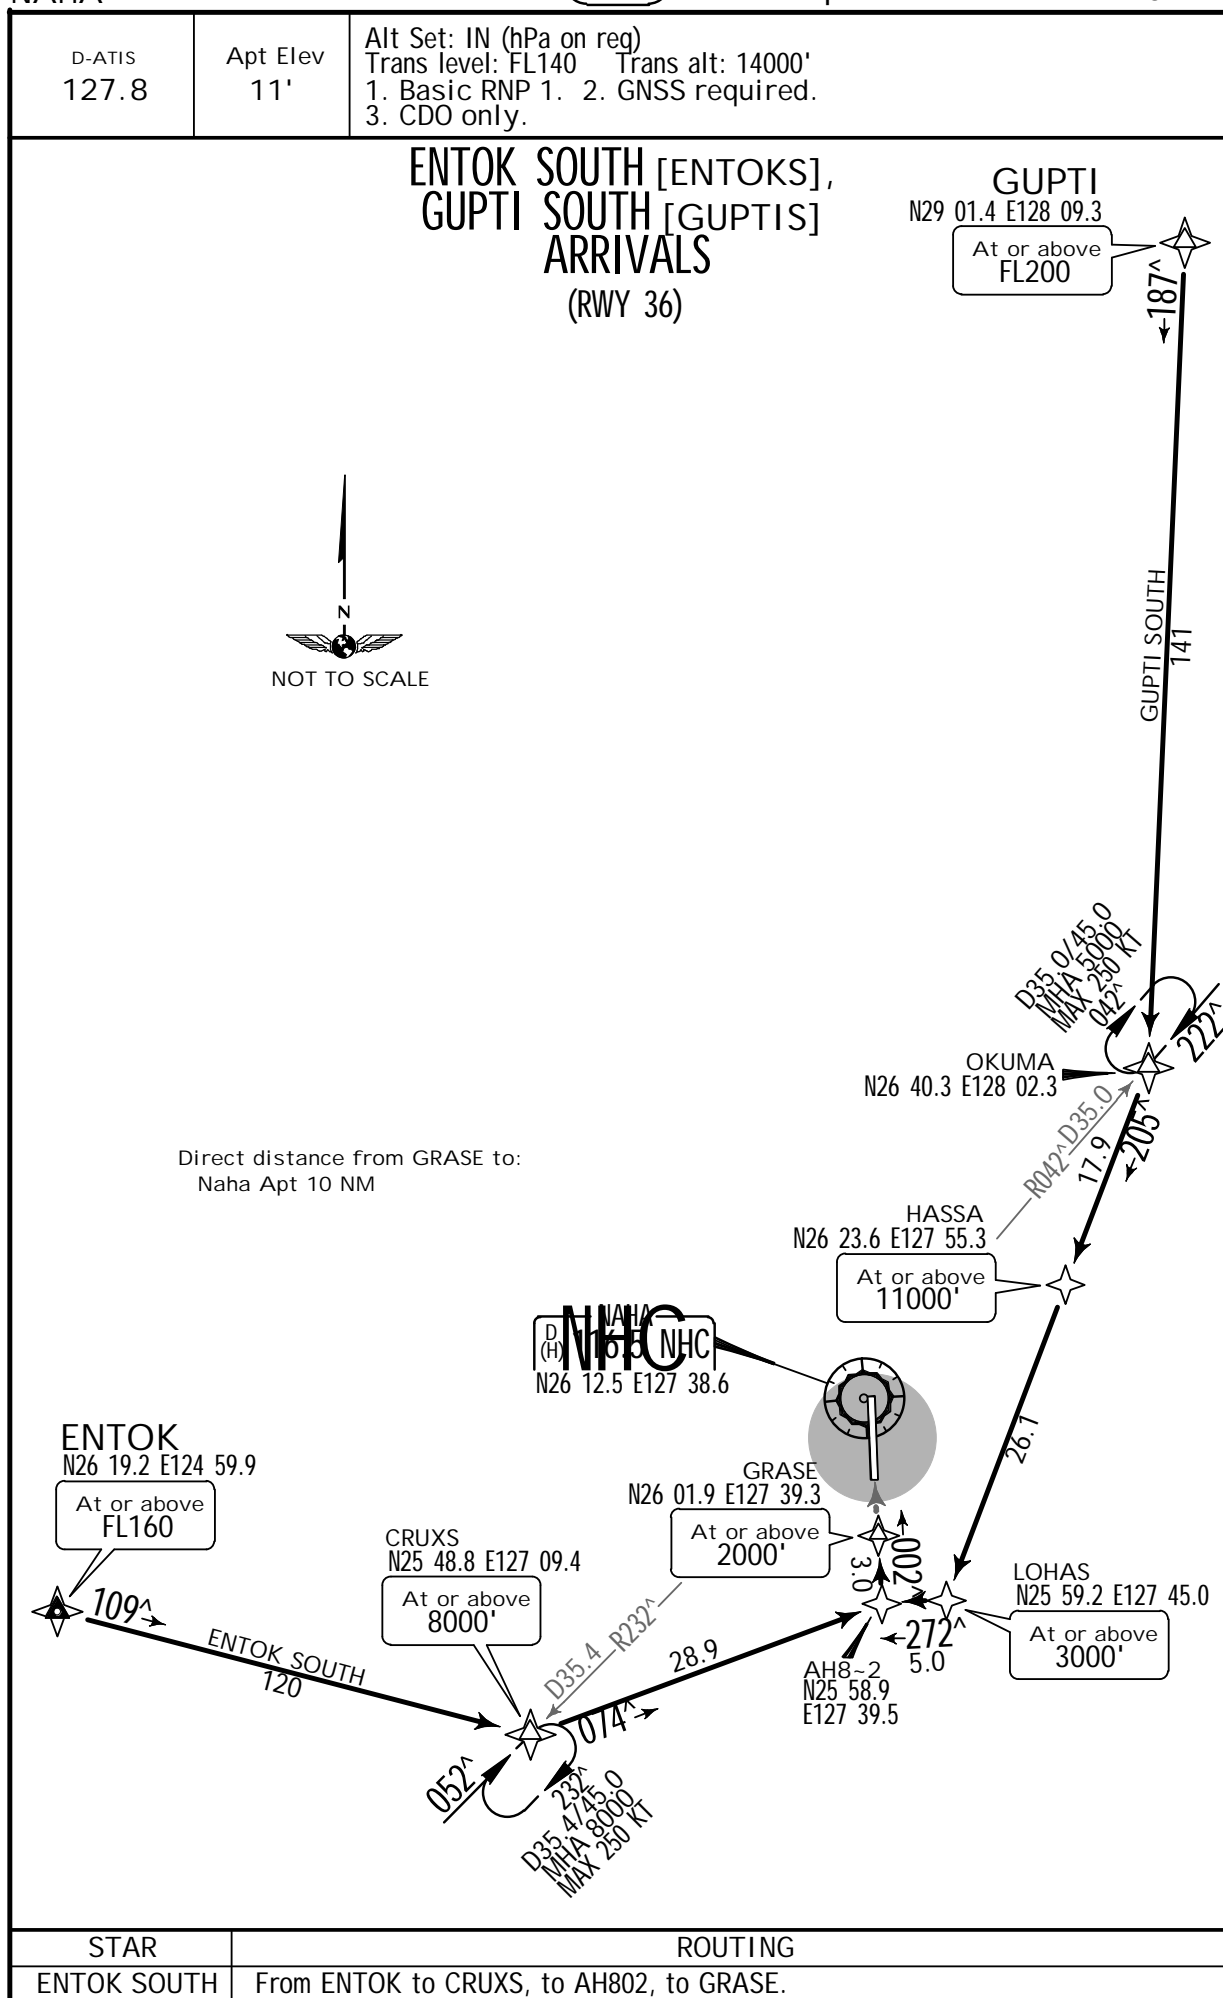 D-ATIS
127.8
Apt Elev
11'
Alt Set: IN (hPa on req)
Trans level: FL140 Trans alt: 14000'
1. Basic RNP 1. 2. GNSS required.
3. CDO only.
ENTOK SOUTH [ENTOKS],
GUPTI SOUTH [GUPTIS]
ARRIVALS
(RWY 36)
GUPTI
N29 01.4 E128 09.3
At or above
FL200
187^
GUPTI SOUTH
141
N
NOT TO SCALE
D35.0/45.0
MHA 5000
MAX 250 KT
042^
222^
OKUMA
N26 40.3 E128 02.3
R042^ D35.0
17.9
205^
Direct distance from GRASE to:
Naha Apt 10 NM
HASSA
N26 23.6 E127 55.3
At or above
11000'
26.1
NAHA
D
(H)
116.5 NHC
NHC
N26 12.5 E127 38.6
ENTOK
N26 19.2 E124 59.9
At or above
FL160
109^
ENTOK SOUTH
120
GRASE
N26 01.9 E127 39.3
At or above
2000'
CRUXS
N25 48.8 E127 09.4
At or above
8000'
D35.4 R232^
28.9
074^
052^
232^
D35.4/45.0
MHA 8000
MAX 250 KT
3.0
002^
LOHAS
N25 59.2 E127 45.0
At or above
3000'
272^
5.0
AH8~2
N25 58.9
E127 39.5
STAR
ROUTING
ENTOK SOUTH
From ENTOK to CRUXS, to AH802, to GRASE.